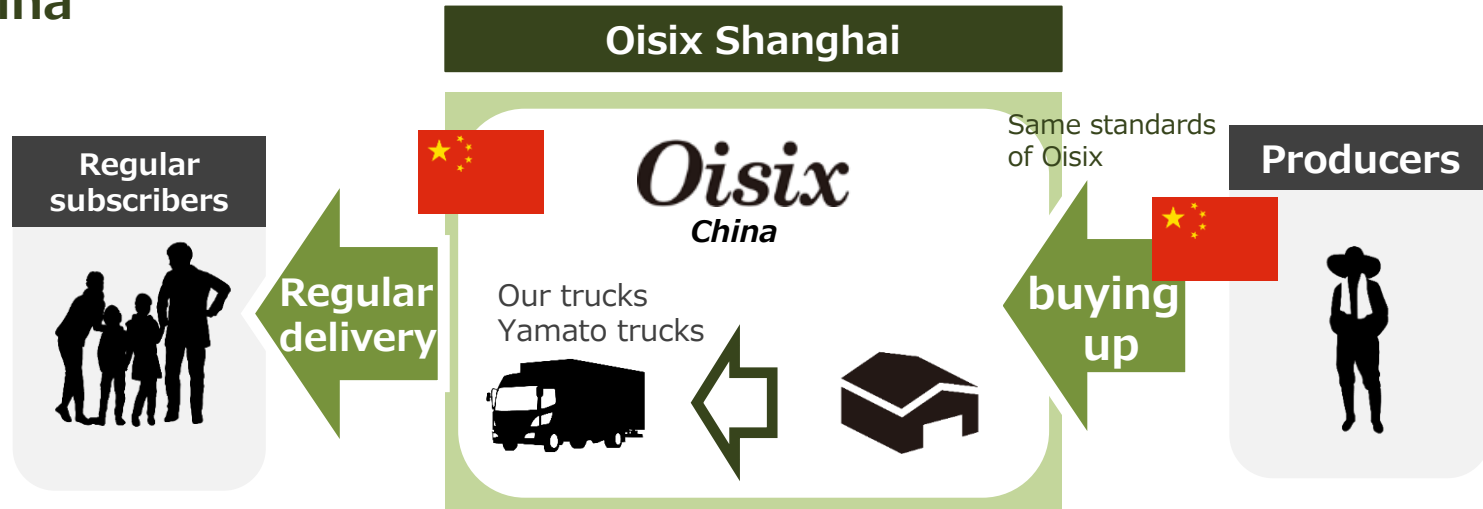 Oisix Shanghai
Regular
subscribers
Regular
delivery
Oisix
China
Our trucks
Yamato trucks
Same standards
of Oisix
buying
up
Producers